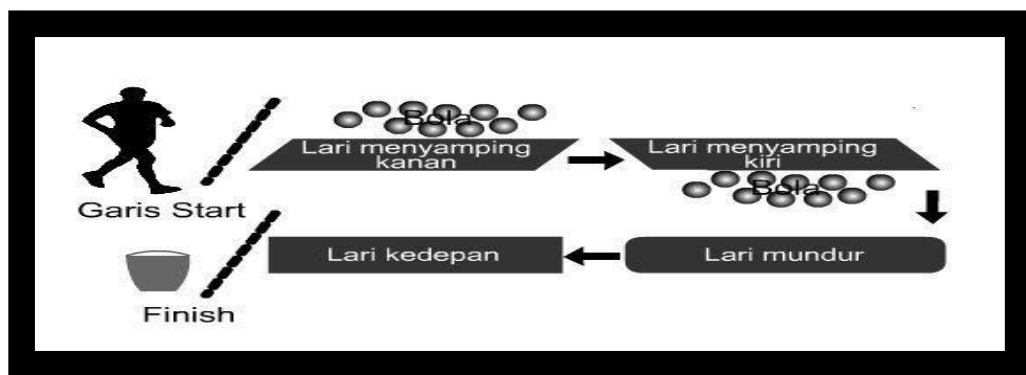 Bola
Lari menyamping
kanan
Lari menyamping
kiri
Bola
Garis Start
Lari kedepan
Lari mundur
Finish